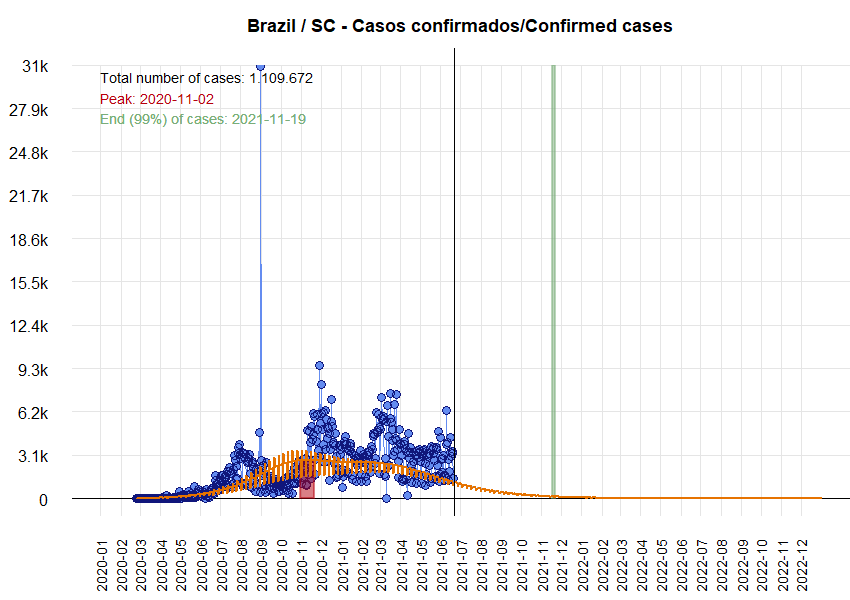 Brazil / SC - Casos confirmados/Confirmed cases
31k
Total number of cases: 1.109.672
Peak: 2020-11-02
27.9k
End (99%) of cases: 2021-11-19
24.8k
21.7k
18.6k
15.5k
12.4k
9.3k
6.2k
3.1k
0
2020-01
2020-02
2020-03
2020-04
2020-05
2020-06
2020-07
2020-08
2020-09
2020-10
2020-11
2020-12
2021-01
2021-02
2021-03
2021-04
2021-05
2021-06
2021-07
2021-08
2021-09
2021-10
2021-11
2021-12
2022-01
2022-02
2022-03
2022-04
2022-05
2022-06
2022-07
2022-08
2022-09
2022-10
2022-11
2022-12